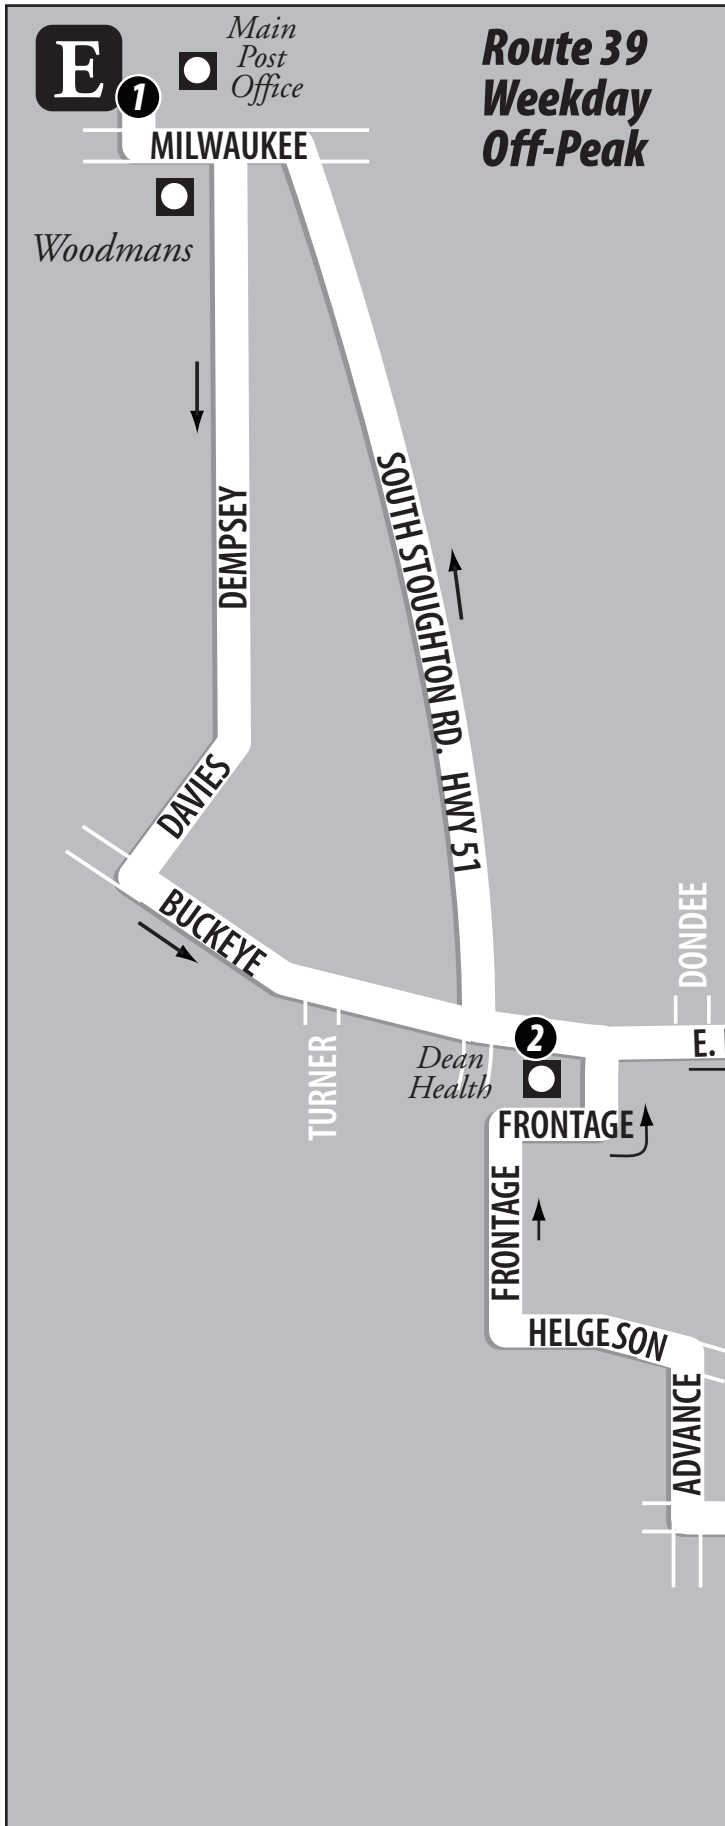 E
1
Main
Post
Office
Route 39
Weekday
Off-Peak
MILWAUKEE
Woodmans
DEMPSEY
SOUTH STOUGHTON RD. HWY 51
DAVIES
BUCKEYE
DONDEE
TURNER
2
Dean
Health
E.
FRONTAGE
FRONTAGE
HELGESON
ADVANCE